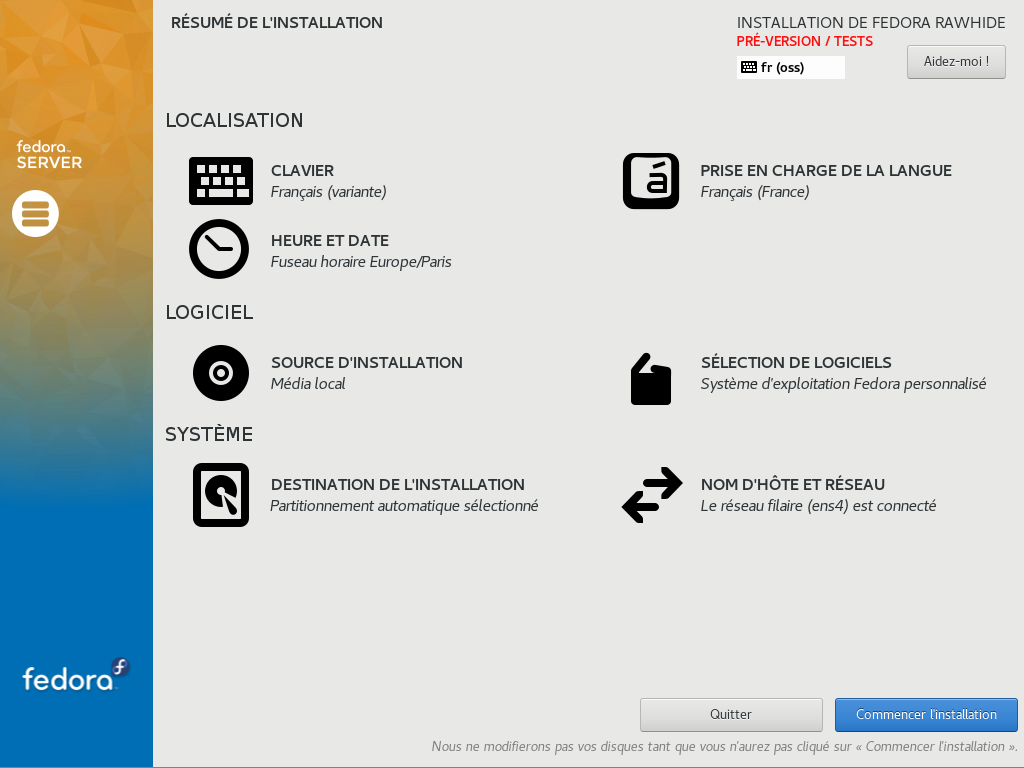 RÉSUMÉ DE L'INSTALLATION
INSTALLATION DE FEDORA RAWHIDE
PRÉ-VERSION / TESTS
fr (oss)
Aidez-moi !
fedora™
SERVER
LOCALISATION
CLAVIER
Français (variante)
PRISE EN CHARGE DE LA LANGUE
Français (France)
HEURE ET DATE
Fuseau horaire Europe/Paris
LOGICIEL
SOURCE D'INSTALLATION
Média local
SÉLECTION DE LOGICIELS
Système d'exploitation Fedora personnalisé
SYSTÈME
DESTINATION DE L'INSTALLATION
Partitionnement automatique sélectionné
NOM D'HÔTE ET RÉSEAU
Le réseau filaire (ens4) est connecté
fedora
Quitter
Commencer l'installation
Nous ne modifierons pas vos disques tant que vous n'aurez pas cliqué sur « Commencer l'installation ».